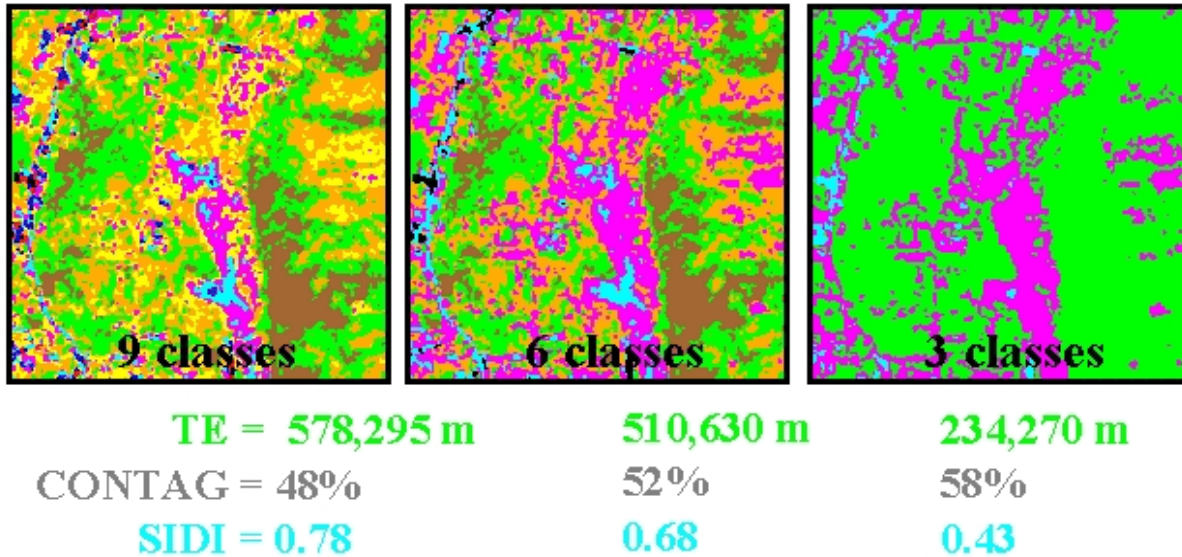 9 classes 6 classes 3 classes
TE = 578,295 m 510,630 m 234,270 m
CONTAG = 48% 52% 58%
SIDI = 0.78 0.68 0.43